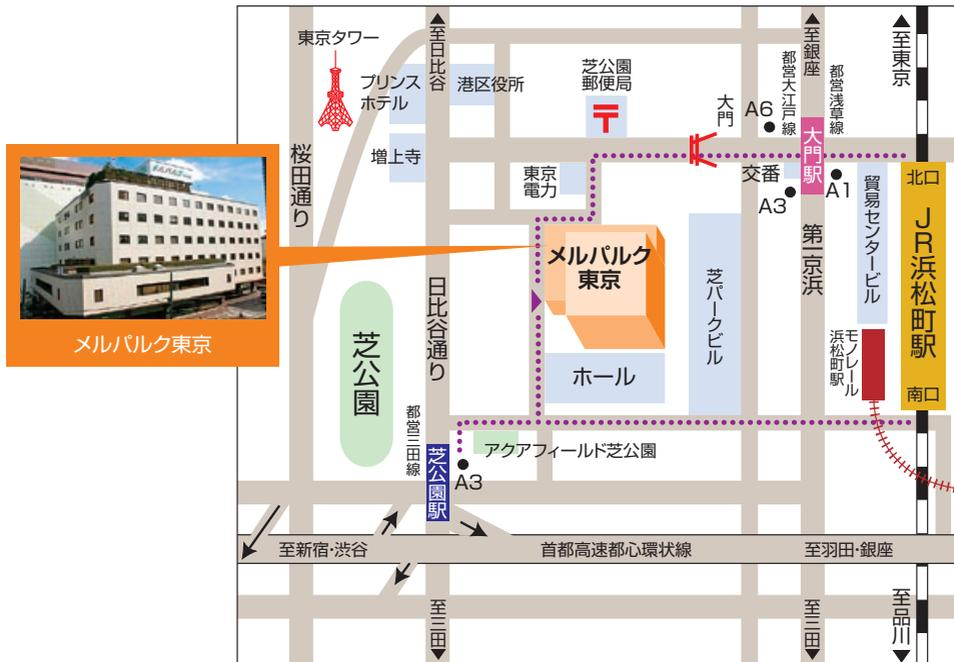 東京タワー
至日比谷
プリンス
ホテル
港区役所
増上寺
桜田通り
芝公園
郵便局
東京
電力
大門
A6
都営大江戸線
至銀座
都営浅草線
大門駅
交番
A3
A1
第一京浜
貿易センタービル
至東京
北口
JR浜松町駅
南口
モノレール
浜松町駅
メルパルク
東京
メルパルク東京
芝パークビル
ホール
日比谷通り
芝公園
都営三田線
芝公園駅
A3
アクアフィールド芝公園
至新宿・渋谷
首都高速都心環状線
至羽田・銀座
至三田
至三田
至品川